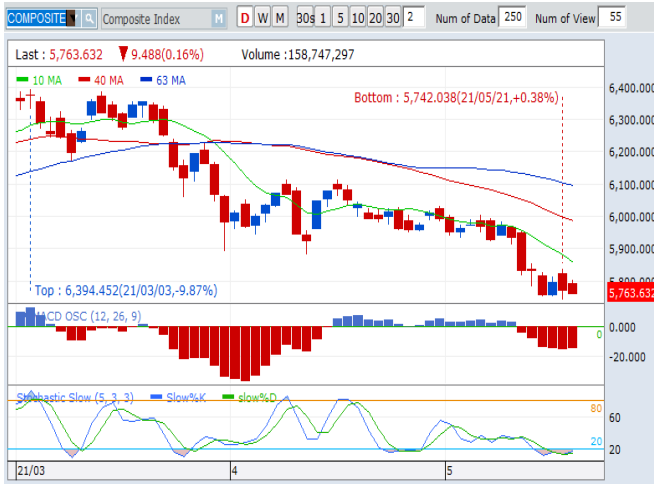 COMPOSITE Composite Index M D W M 30s 1 5 10 20 30 2 Num of Data 250 Num of View 55
Last : 5,763.632 ▼ 9.488(0.16%) Volume :158,747,297
10 MA 40 MA 63 MA
Bottom : 5,742.038(21/05/21,+0.38%)
6,400.000
6,300.000
6,200.000
6,100.000
6,000.000
5,900.000
5,763.632
Top : 6,394.452(21/03/03,-9.87%)
MACD OSC (12, 26, 9)
0.000
0
-20.000
Stochastic Slow (5, 3, 3) Slow%K slow%D
80
60
20
20
21/03 4 5